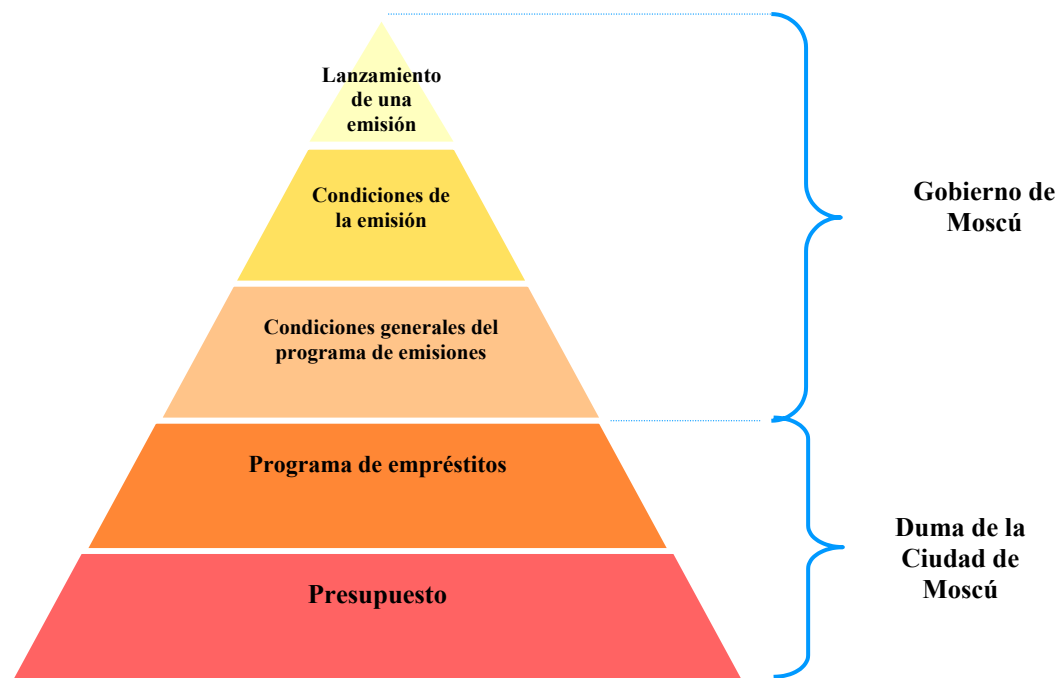 Lanzamiento
de una
emisión
Condiciones de
la emisión
Gobierno de
Moscú
Condiciones generales del
programa de emisiones
Programa de empréstitos
Duma de la
Ciudad de
Moscú
Presupuesto